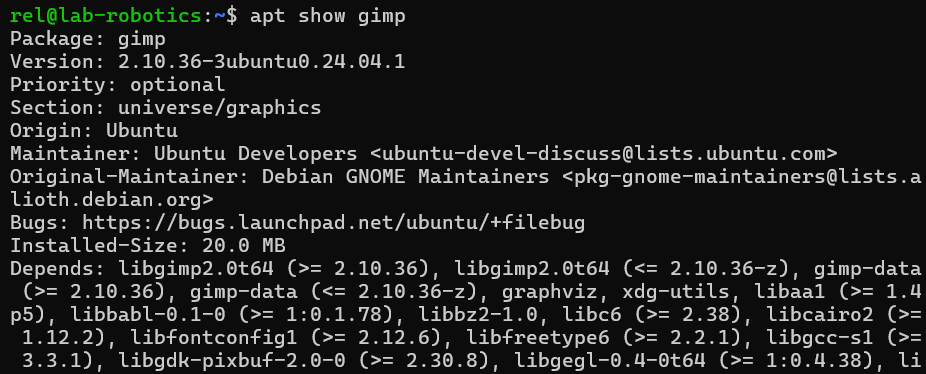 rel@lab-robotics:~$ apt show gimp
Package: gimp
Version: 2.10.36-3ubuntu0.24.04.1
Priority: optional
Section: universe/graphics
Origin: Ubuntu
Maintainer: Ubuntu Developers <ubuntu-devel-discuss@lists.ubuntu.com>
Original-Maintainer: Debian GNOME Maintainers <pkg-gnome-maintainers@lists.a
lioth.debian.org>
Bugs: https://bugs.launchpad.net/ubuntu/+filebug
Installed-Size: 20.0 MB
Depends: libgimp2.0t64 (>= 2.10.36), libgimp2.0t64 (<= 2.10.36-z), gimp-data
 (>= 2.10.36), gimp-data (<= 2.10.36-z), graphviz, xdg-utils, libaa1 (>= 1.4
p5), libbabl-0.1-0 (>= 1:0.1.78), libbz2-1.0, libc6 (>= 2.38), libcairo2 (>=
 1.12.2), libfontconfig1 (>= 2.12.6), libfreetype6 (>= 2.2.1), libgcc-s1 (>=
 3.3.1), libgdk-pixbuf-2.0-0 (>= 2.30.8), libgegl-0.4-0t64 (>= 1:0.4.38), li